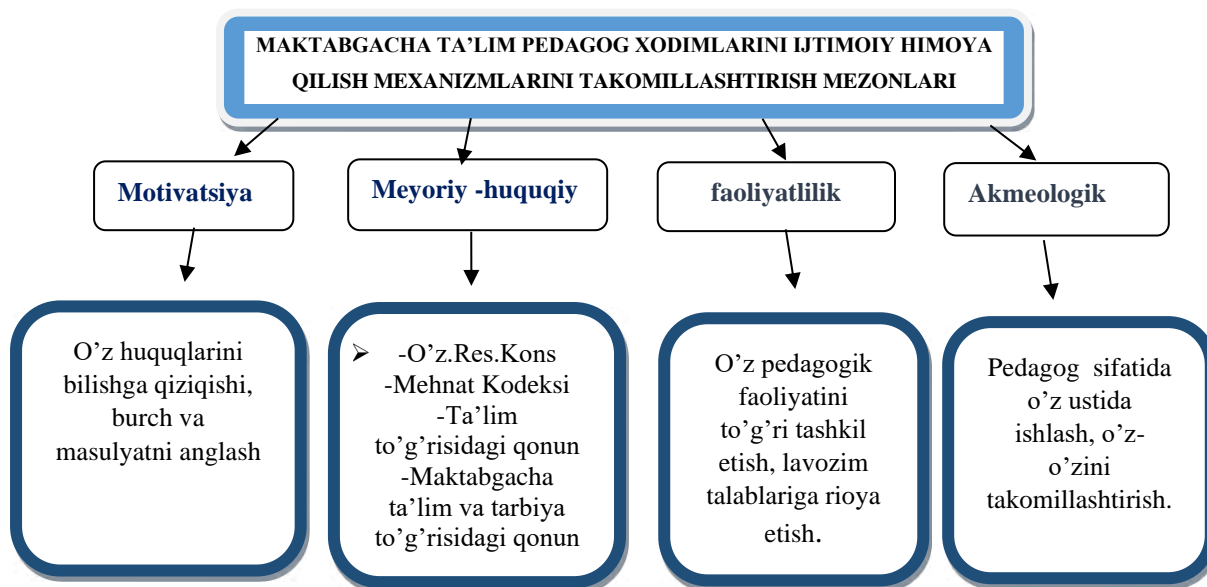 MAKTABGACHA TA’LIM PEDAGOG XODIMLARINI IJTIMOIY HIMOYA
QILISH MEXANIZMLARINI TAKOMILLASHTIRISH MEZONLARI
Motivatsiya
Meyoriy -huquqiy
faoliyatlilik
Akmeologik
O’z huquqlarini
bilishga qiziqishi,
burch va
masulyatni anglash
➢ -O’z.Res.Kons
-Mehnat Kodeksi
-Ta’lim
to’g’risidagi qonun
-Maktabgacha
ta’lim va tarbiya
to’g’risidagi qonun
O’z pedagogik
faoliyatini
to’g’ri tashkil
etish, lavozim
talablariga rioya
etish.
Pedagog sifatida
o’z ustida
ishlash, o’z-
o’zini
takomillashtirish.